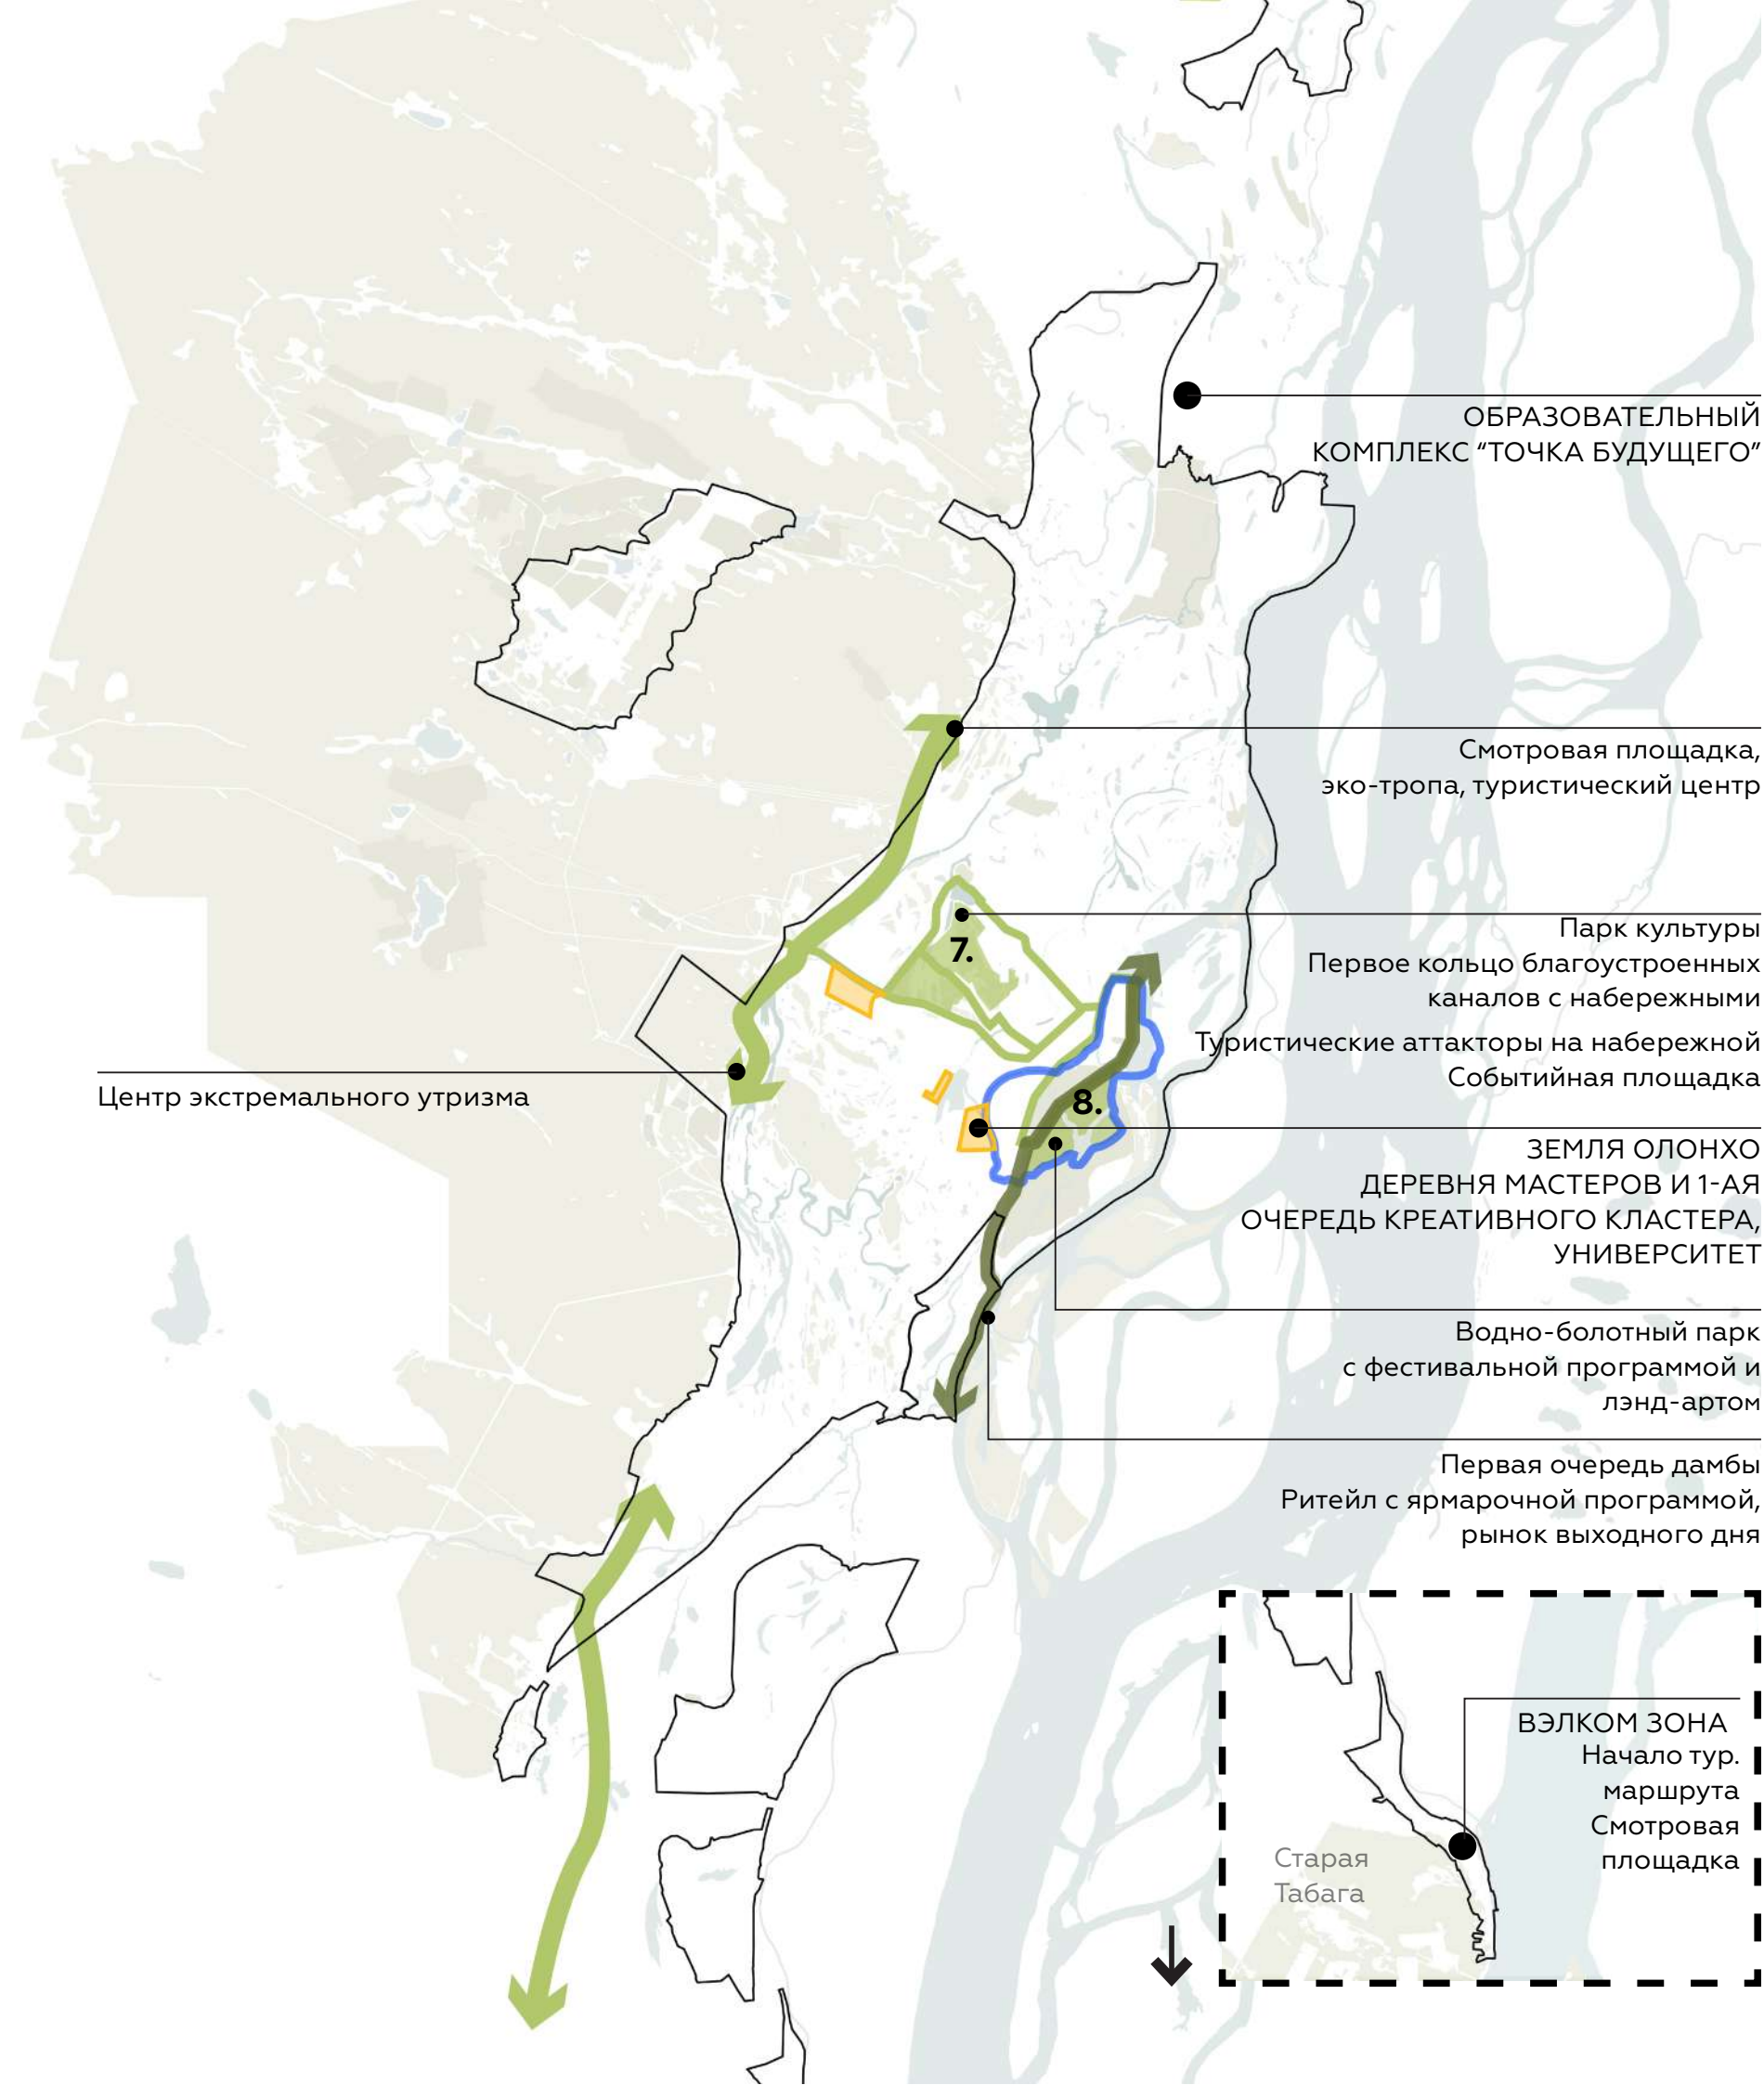 ОБРАЗОВАТЕЛЬНЫЙ
КОМПЛЕКС “ТОЧКА БУДУЩЕГО”
Смотровая площадка,
эко-тропа, туристический центр
Парк культуры
Первое кольцо благоустроенных
каналов с набережными
7.
Туристические аттакторы на набережной
Событийная площадка
Центр экстремального утризма
8.
ЗЕМЛЯ ОЛОНХО
ДЕРЕВНЯ МАСТЕРОВ И 1-АЯ
ОЧЕРЕДЬ КРЕАТИВНОГО КЛАСТЕРА,
УНИВЕРСИТЕТ
Водно-болотный парк
с фестивальной программой и
лэнд-артом
Первая очередь дамбы
Ритейл с ярмарочной программой,
рынок выходного дня
ВЭЛКОМ ЗОНА
Начало тур.
маршрута
Смотровая
площадка
Старая
Табага